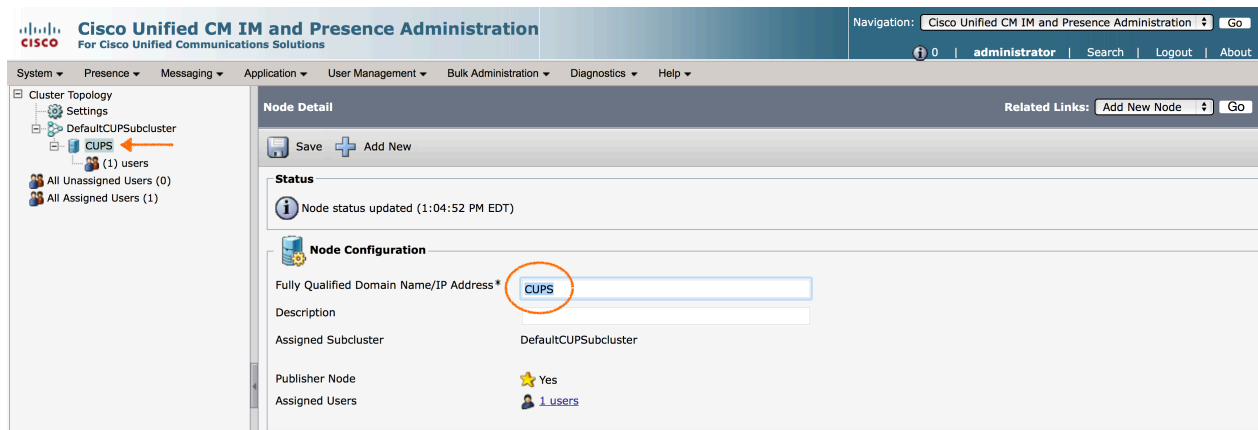 Cisco Unified CM IM and Presence Administration
For Cisco Unified Communications Solutions
CISCO
Navigation: Cisco Unified CM IM and Presence Administration Go
0 | administrator | Search | Logout | About
System Presence Messaging Application User Management Bulk Administration Diagnostics Help
Cluster Topology
Settings
DefaultCUPSubcluster
CUPS
(1) users
All Unassigned Users (0)
All Assigned Users (1)
Node Detail
Related Links: Add New Node Go
Save Add New
Status
Node status updated (1:04:52 PM EDT)
Node Configuration
Fully Qualified Domain Name/IP Address* CUPS
Description
Assigned Subcluster DefaultCUPSubcluster
Publisher Node Yes
Assigned Users 1 users